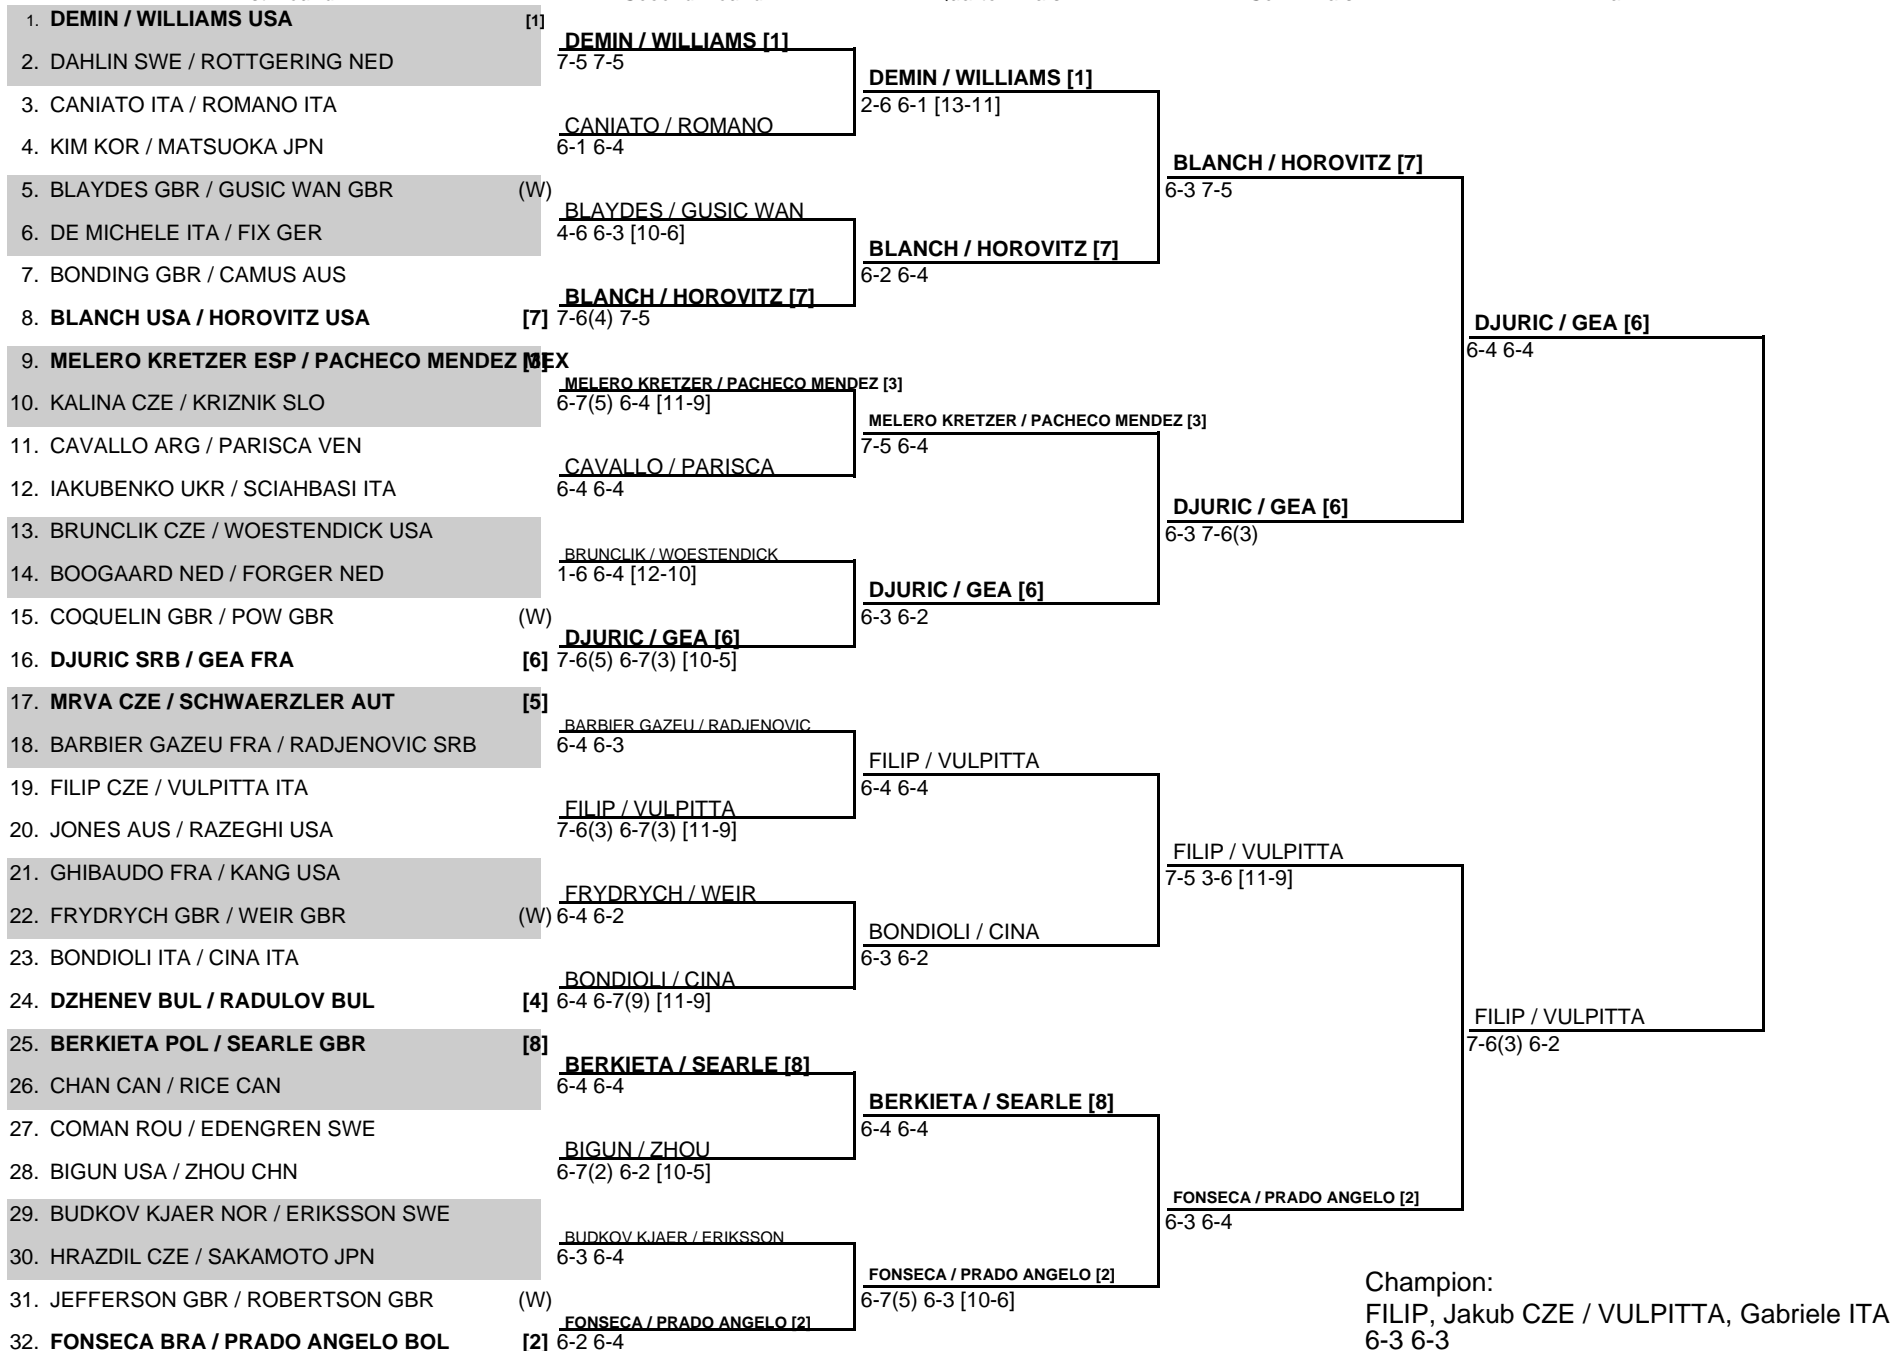 1. DEMIN / WILLIAMS USA [1]
2. DAHLIN SWE / ROTTGERING NED
3. CANIATO ITA / ROMANO ITA
4. KIM KOR / MATSUOKA JPN
5. BLAYDES GBR / GUSIC WAN GBR (W)
6. DE MICHELE ITA / FIX GER
7. BONDING GBR / CAMUS AUS
8. BLANCH USA / HOROVITZ USA [7]
9. MELERO KRETZER ESP / PACHECO MENDEZ MEX [3]
10. KALINA CZE / KRIZNIK SLO
11. CAVALLO ARG / PARISCA VEN
12. IAKUBENKO UKR / SCIAHBASI ITA
13. BRUNCLIK CZE / WOESTENDICK USA
14. BOOGAARD NED / FORGER NED
15. COQUELIN GBR / POW GBR (W)
16. DJURIC SRB / GEA FRA [6]
17. MRVA CZE / SCHWAERZLER AUT [5]
18. BARBIER GAZEU FRA / RADJENOVIC SRB
19. FILIP CZE / VULPITTA ITA
20. JONES AUS / RAZEGHI USA
21. GHIBAUDO FRA / KANG USA
22. FRYDRYCH GBR / WEIR GBR (W)
23. BONDIOLI ITA / CINA ITA
24. DZHENEV BUL / RADULOV BUL [4]
25. BERKIETA POL / SEARLE GBR [8]
26. CHAN CAN / RICE CAN
27. COMAN ROU / EDENGREN SWE
28. BIGUN USA / ZHOU CHN
29. BUDKOV KJAER NOR / ERIKSSON SWE
30. HRAZDIL CZE / SAKAMOTO JPN
31. JEFFERSON GBR / ROBERTSON GBR (W)
32. FONSECA BRA / PRADO ANGELO BOL [2]
DEMIN / WILLIAMS [1]
7-5 7-5
CANIATO / ROMANO
6-1 6-4
BLAYDES / GUSIC WAN
4-6 6-3 [10-6]
BLANCH / HOROVITZ [7]
7-6(4) 7-5
MELERO KRETZER / PACHECO MENDEZ [3]
6-7(5) 6-4 [11-9]
CAVALLO / PARISCA
6-4 6-4
BRUNCLIK / WOESTENDICK
1-6 6-4 [12-10]
DJURIC / GEA [6]
7-6(5) 6-7(3) [10-5]
BARBIER GAZEU / RADJENOVIC
6-4 6-3
FILIP / VULPITTA
7-6(3) 6-7(3) [11-9]
FRYDRYCH / WEIR
6-4 6-2
BONDIOLI / CINA
6-4 6-7(9) [11-9]
BERKIETA / SEARLE [8]
6-4 6-4
BIGUN / ZHOU
6-7(2) 6-2 [10-5]
BUDKOV KJAER / ERIKSSON
6-3 6-4
FONSECA / PRADO ANGELO [2]
6-2 6-4
DEMIN / WILLIAMS [1]
2-6 6-1 [13-11]
BLANCH / HOROVITZ [7]
6-2 6-4
MELERO KRETZER / PACHECO MENDEZ [3]
7-5 6-4
DJURIC / GEA [6]
6-3 6-2
FILIP / VULPITTA
6-4 6-4
BONDIOLI / CINA
6-3 6-2
BERKIETA / SEARLE [8]
6-4 6-4
FONSECA / PRADO ANGELO [2]
6-7(5) 6-3 [10-6]
BLANCH / HOROVITZ [7]
6-3 7-5
DJURIC / GEA [6]
6-3 7-6(3)
FILIP / VULPITTA
7-5 3-6 [11-9]
FONSECA / PRADO ANGELO [2]
6-3 6-4
DJURIC / GEA [6]
6-4 6-4
FILIP / VULPITTA
7-6(3) 6-2
Champion:
FILIP, Jakub CZE / VULPITTA, Gabriele ITA
6-3 6-3